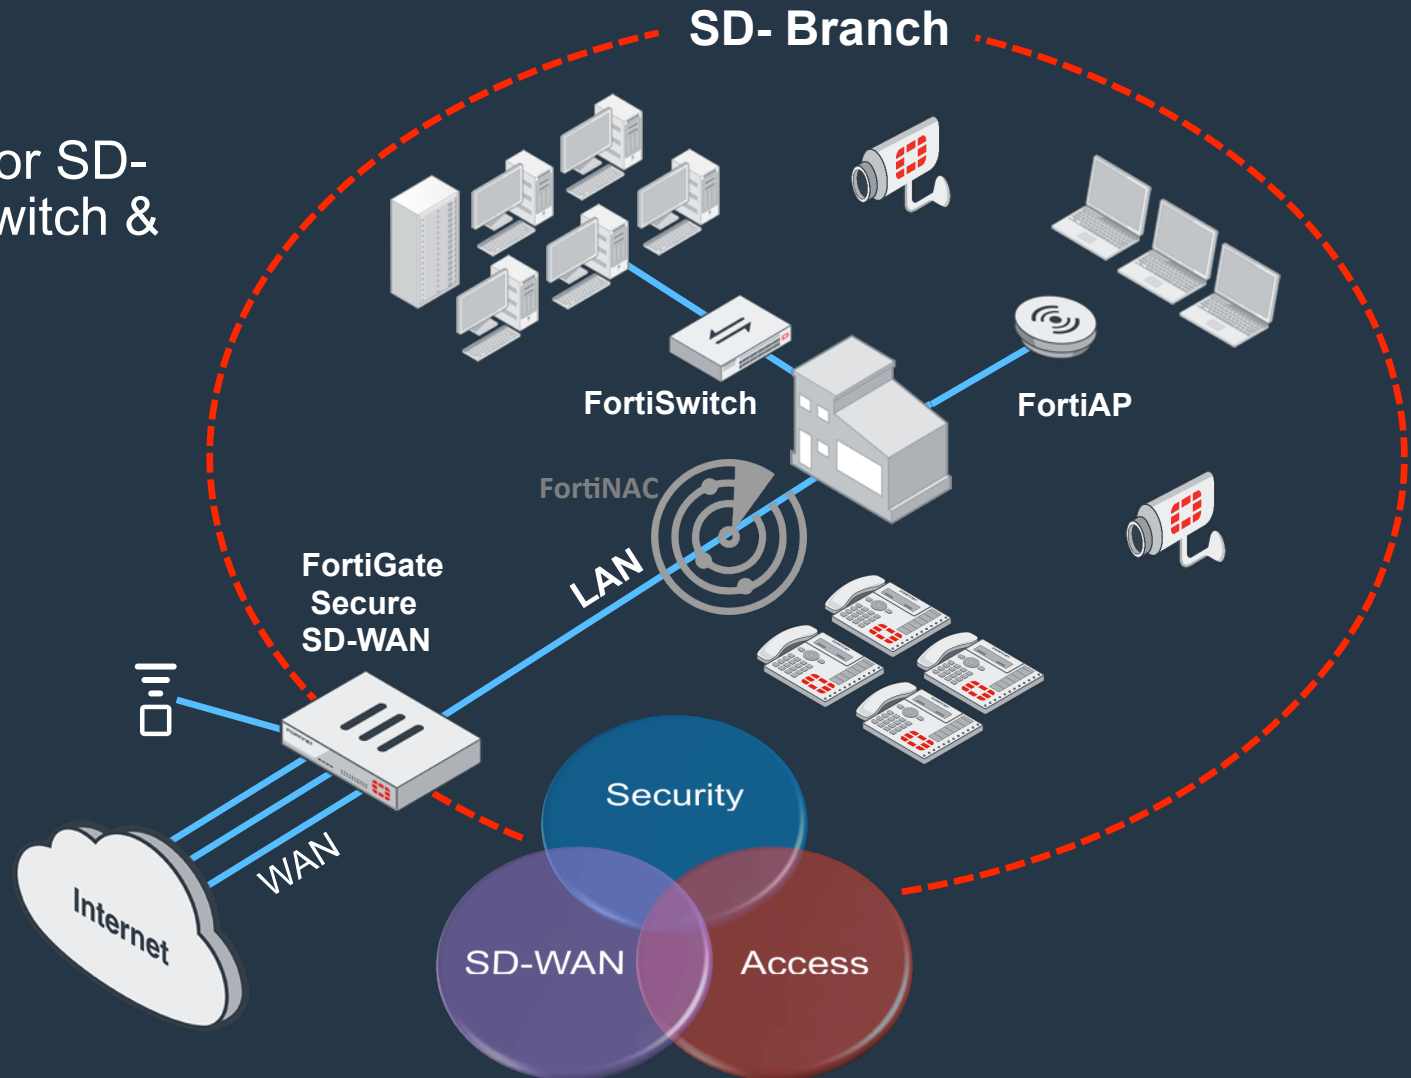 SD- Branch
or SD-
witch &
FortiSwitch
FortiAP
FortiNAC
FortiGate
Secure
SD-WAN
LAN
WAN
Internet
Security
SD-WAN
Access